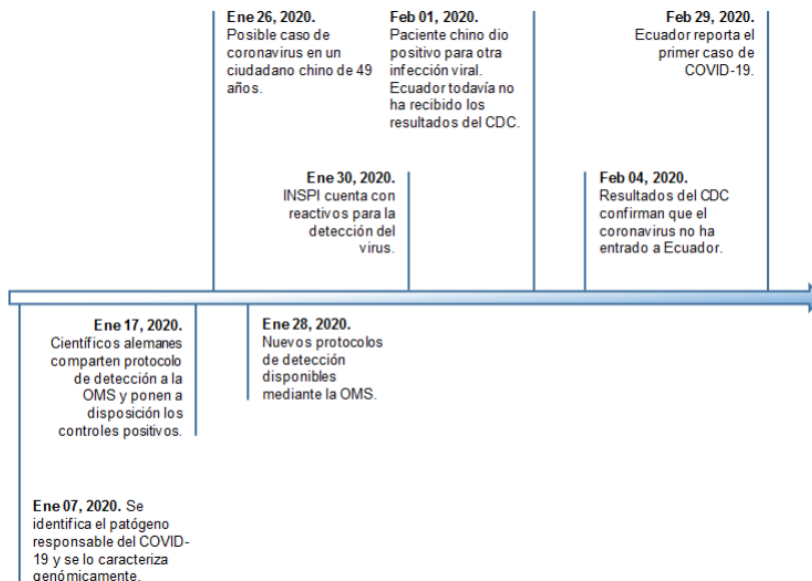 Ene 26, 2020.
Posible caso de
coronavirus en un
ciudadano chino de 49
años.
Feb 01, 2020.
Paciente chino dio
positivo para otra
infección viral.
Ecuador todavía no
ha recibido los
resultados del CDC.
Feb 29, 2020.
Ecuador reporta el
primer caso de
COVID-19.
Ene 30, 2020.
INSPI cuenta con
reactivos para la
detección del
virus.
Feb 04, 2020.
Resultados del CDC
confirman que el
coronavirus no ha
entrado a Ecuador.
Ene 17, 2020.
Científicos alemanes
comparten protocolo
de detección a la
OMS y ponen a
disposición los
controles positivos.
Ene 28, 2020.
Nuevos protocolos
de detección
disponibles
mediante la OMS.
Ene 07, 2020. Se
identifica el patógeno
responsable del COVID-
19 y se lo caracteriza
genómicamente.